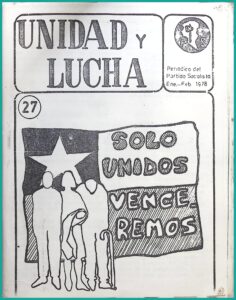 UNIDAD Y
LUCHA
Periódico del
Partido Socialista
Ene.-Feb. 1978
27
SOLO
UNIDOS
VENCE
REMOS